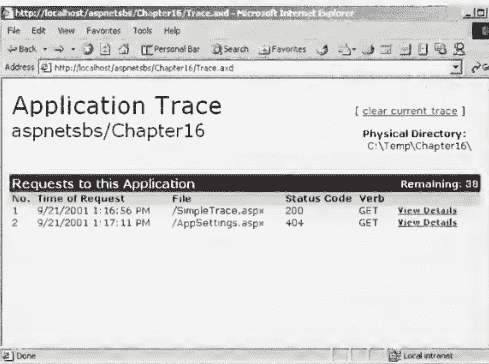 http://localhost/aspnetsbs/Chapter16/Trace.axd - Microsoft Internet Explorer
File Edit View Favorites Tools Help
Back Personal Bar Search Favorites
Address http://localhost/aspnetsbs/Chapter16/Trace.axd Go
Application Trace
[ clear current trace ]
aspnetsbs/Chapter16
Physical Directory:
C:\Temp\Chapter16\
Requests to this Application Remaining: 38
No. Time of Request File Status Code Verb
1 9/21/2001 1:16:56 PM /SimpleTrace.aspx 200 GET View Details
2 9/21/2001 1:17:11 PM /AppSettings.aspx 404 GET View Details
Done Local intranet